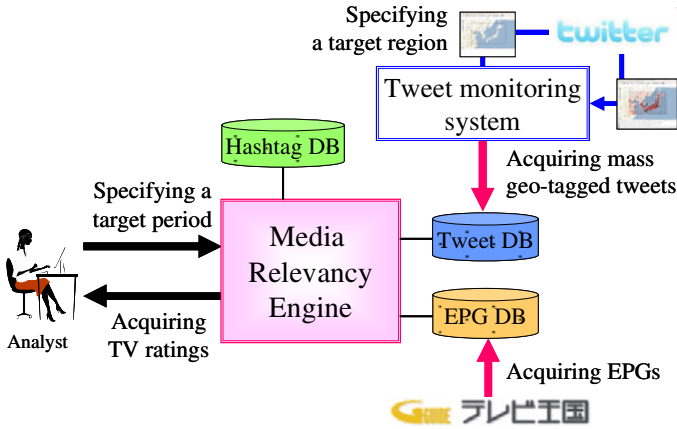 Specifying
a target region
twitter
Tweet monitoring
system
Hashtag DB
Acquiring mass
geo-tagged tweets
Specifying a
target period
Media
Relevancy
Engine
Tweet DB
Analyst
Acquiring
TV ratings
EPG DB
Acquiring EPGs
G GUIDE テレビ王国